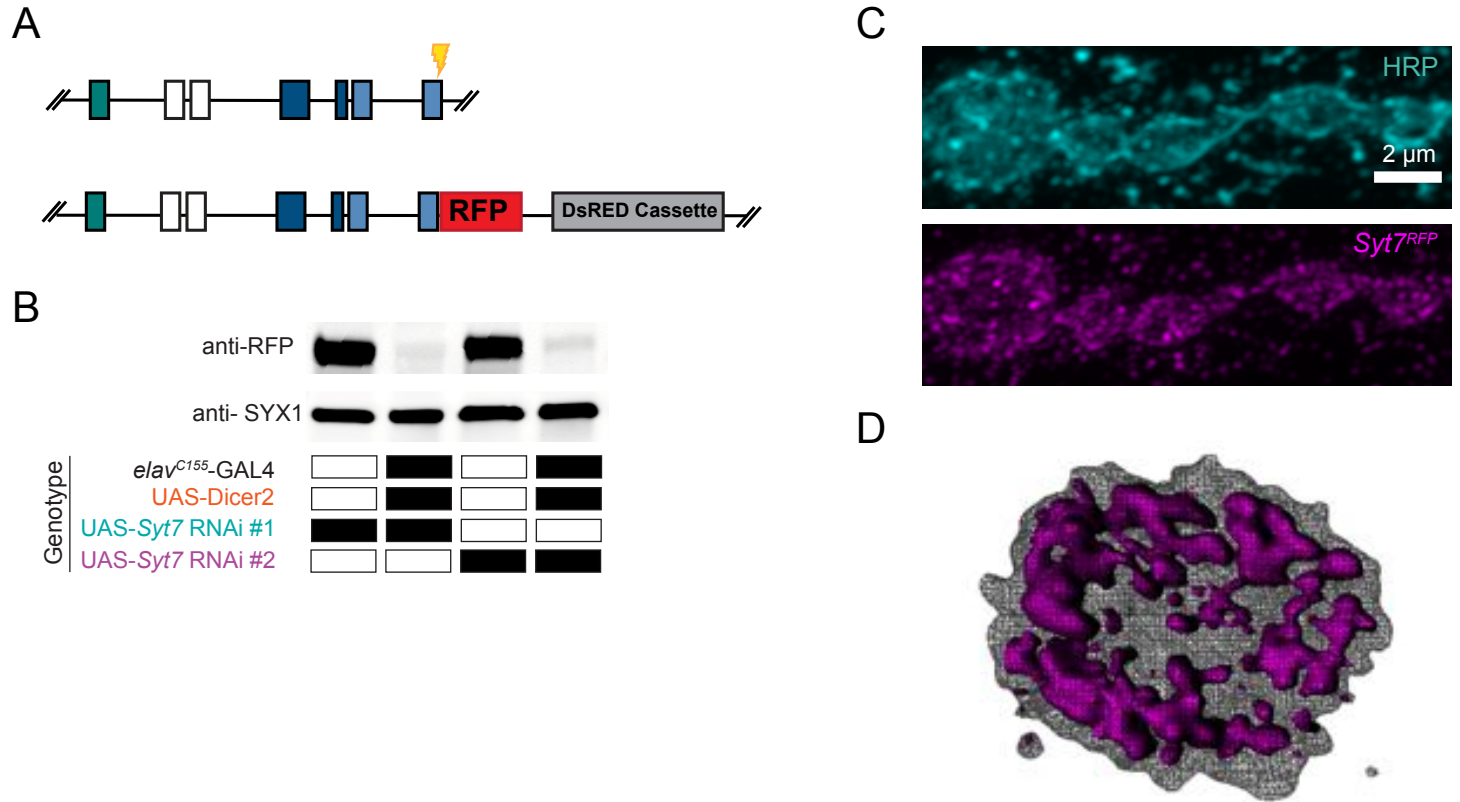 A
RFP
DsRED Cassette
B
anti-RFP
anti- SYX1
Genotype
elavC155-GAL4
UAS-Dicer2
UAS-Syt7 RNAi #1
UAS-Syt7 RNAi #2
C
HRP
2 µm
Syt7RFP
D